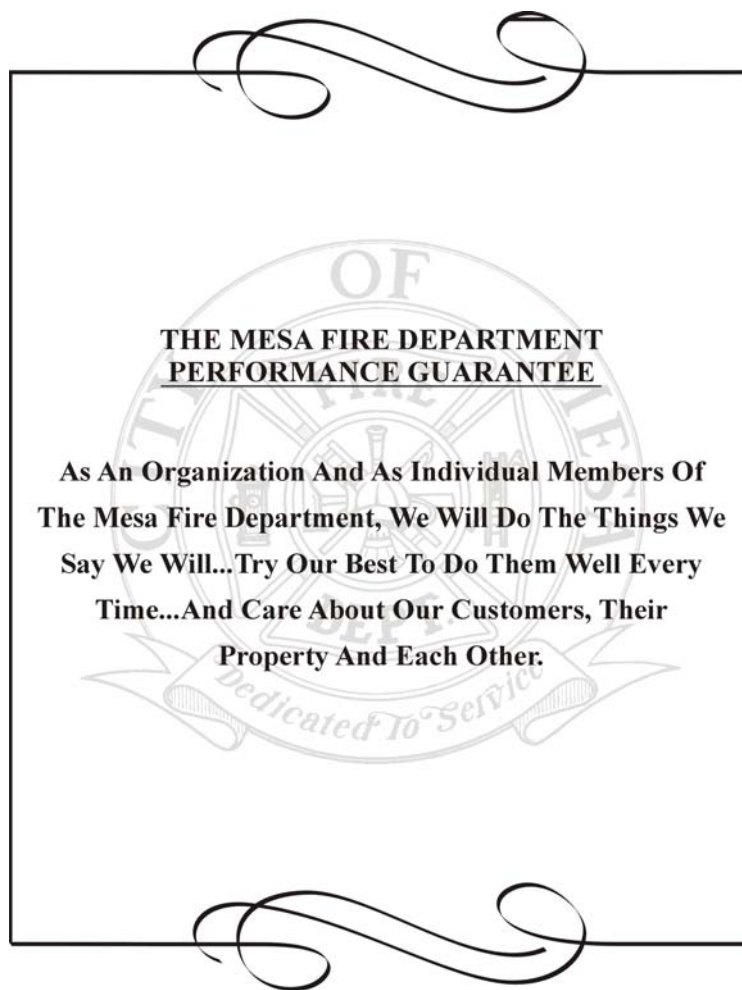 THE MESA FIRE DEPARTMENT
PERFORMANCE GUARANTEE
As An Organization And As Individual Members Of
The Mesa Fire Department, We Will Do The Things We
Say We Will...Try Our Best To Do Them Well Every
Time...And Care About Our Customers, Their
Property And Each Other.
CITY OF MESA
FIRE
DEPT.
Dedicated To Service